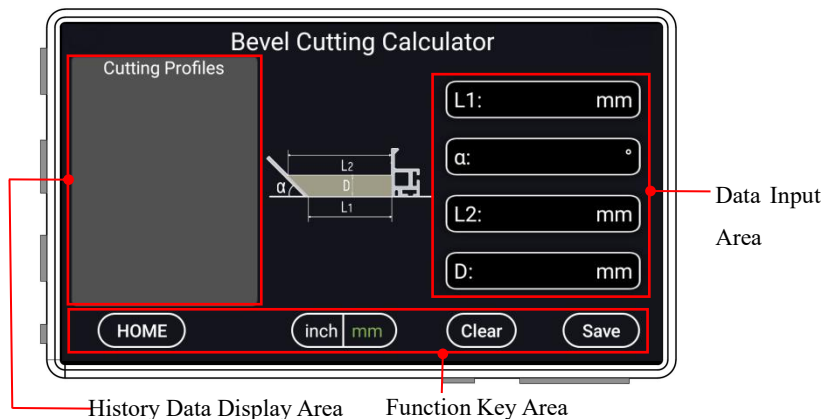 Bevel Cutting Calculator
Cutting Profiles
L1: mm
α: °
L2: mm
D: mm
L2
D
α
L1
HOME
inch mm
Clear
Save
Data Input
Area
History Data Display Area
Function Key Area